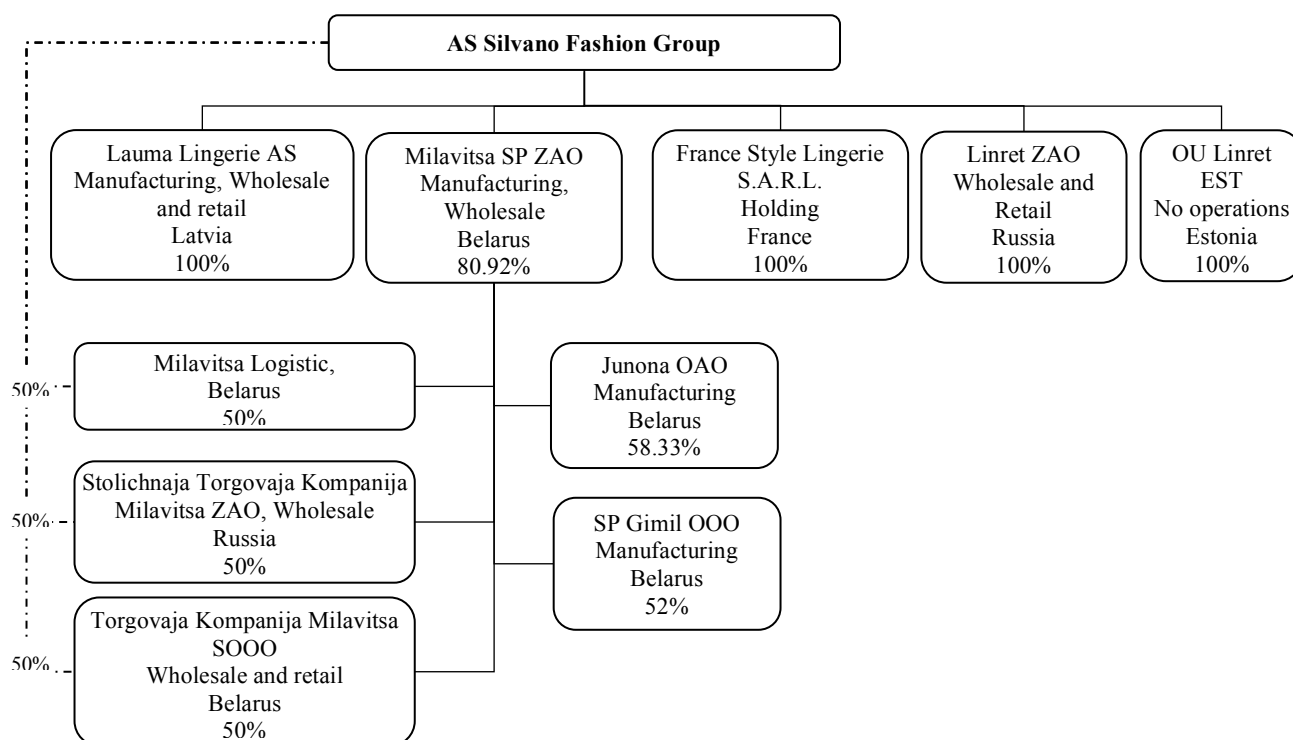 AS Silvano Fashion Group
Lauma Lingerie AS
Manufacturing, Wholesale
and retail
Latvia
100%
Milavitsa SP ZAO
Manufacturing,
Wholesale
Belarus
80.92%
France Style Lingerie
S.A.R.L.
Holding
France
100%
Linret ZAO
Wholesale and
Retail
Russia
100%
OU Linret
EST
No operations
Estonia
100%
50%
Milavitsa Logistic,
Belarus
50%
Junona OAO
Manufacturing
Belarus
58.33%
50%
Stolichnaja Torgovaja Kompanija
Milavitsa ZAO, Wholesale
Russia
50%
SP Gimil OOO
Manufacturing
Belarus
52%
50%
Torgovaja Kompanija Milavitsa
SOOO
Wholesale and retail
Belarus
50%